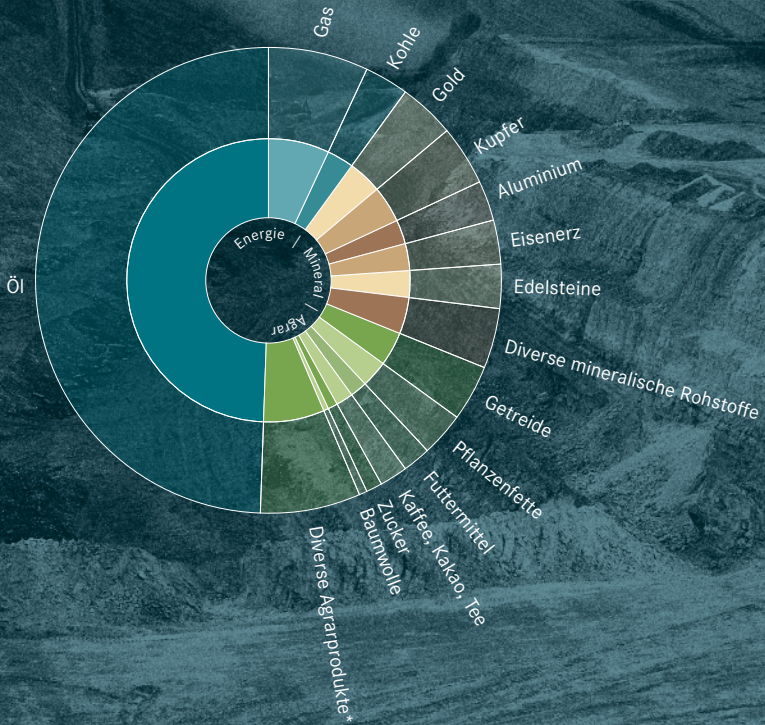 Gas
Kohle
Gold
Kupfer
Aluminium
Eisenerz
Edelsteine
Diverse mineralische Rohstoffe
Getreide
Pflanzenfette
Futtermittel
Kaffee, Kakao, Tee
Zucker
Baumwolle
Diverse Agrarprodukte*
Öl
Energie | Mineral | Agrar